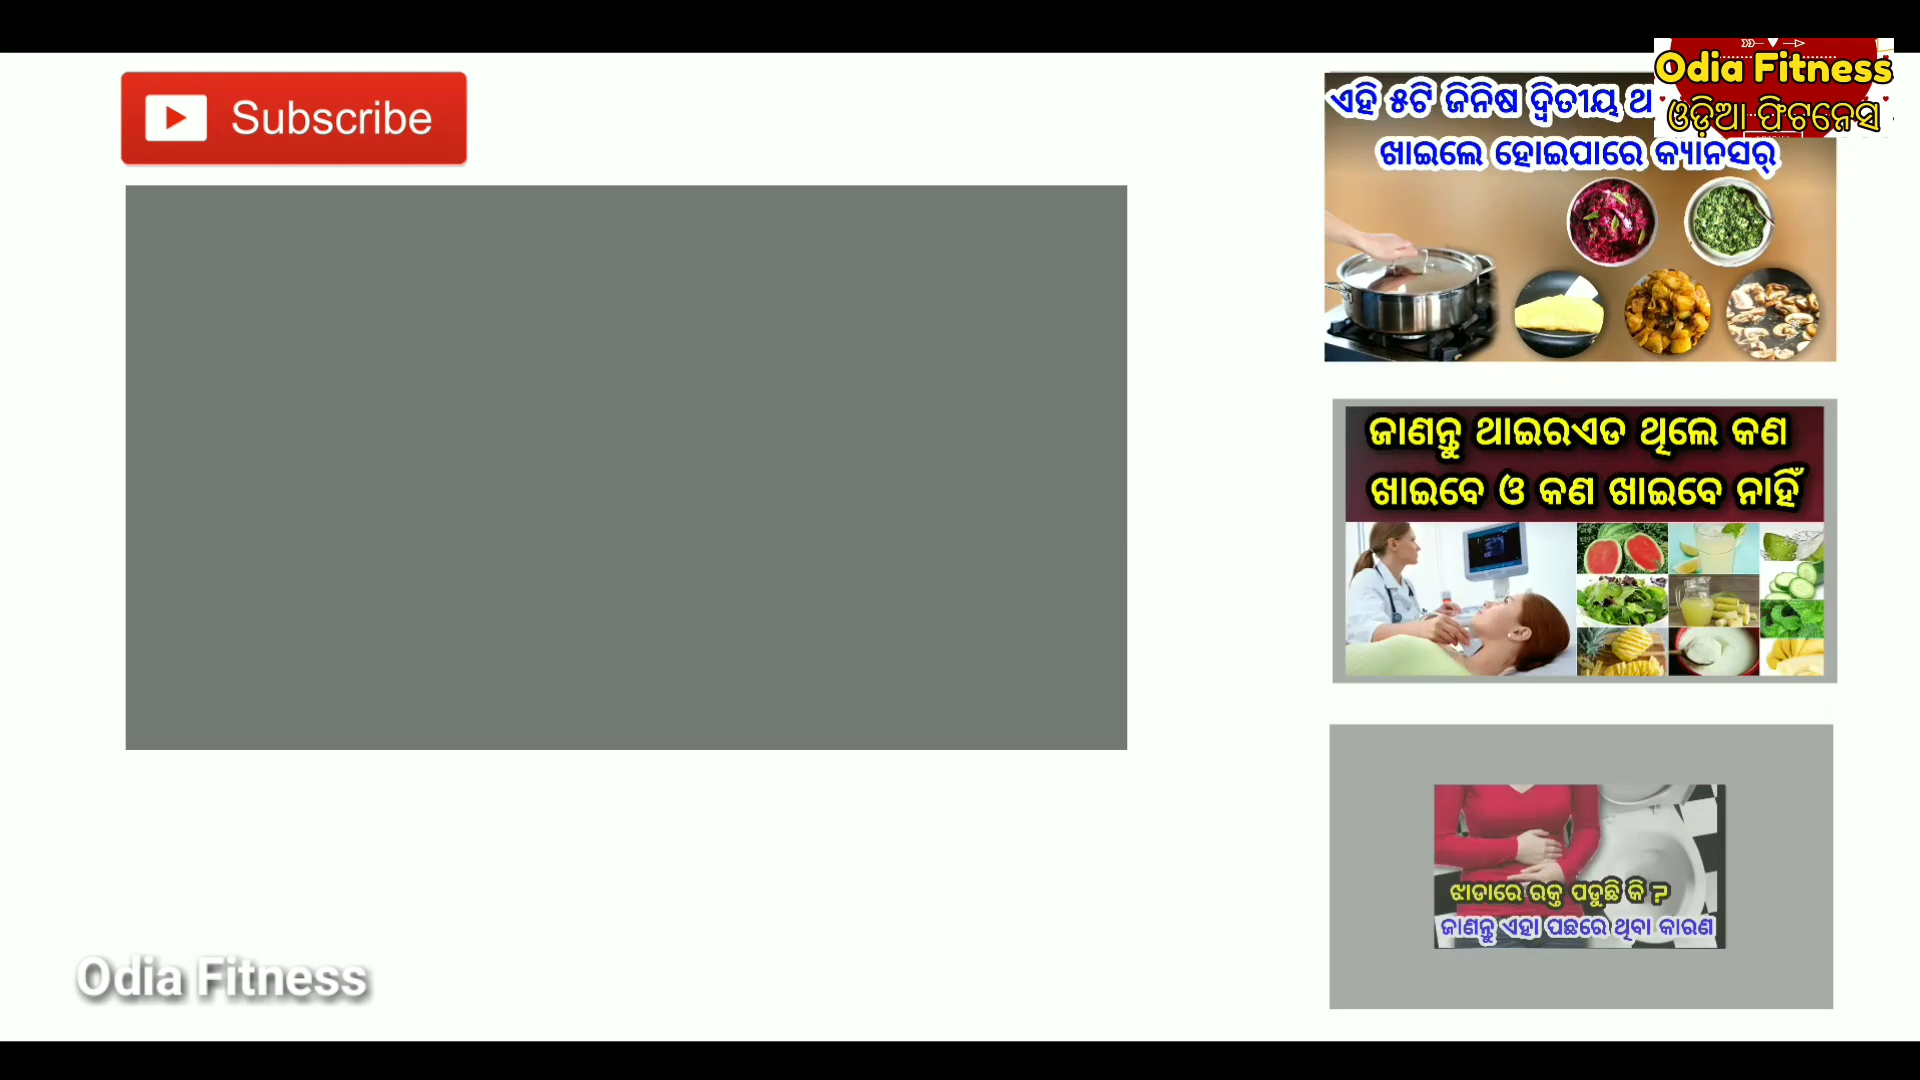 Subscribe
Odia Fitness
ଓଡ଼ିଆ ଫିଟନେସ
ଏହି ୫ଟି ଜିନିଷ ଦ୍ୱିତୀୟ ଥ
ଖାଇଲେ ହୋଇପାରେ କ୍ୟାନସର୍
ଜାଣନ୍ତୁ ଥାଇରଏଡ ଥିଲେ କଣ
ଖାଇବେ ଓ କଣ ଖାଇବେ ନାହିଁ
ଝାଡାରେ ରକ୍ତ ପଡୁଛି କି ?
ଜାଣନ୍ତୁ ଏହା ପଛରେ ଥିବା କାରଣ
Odia Fitness